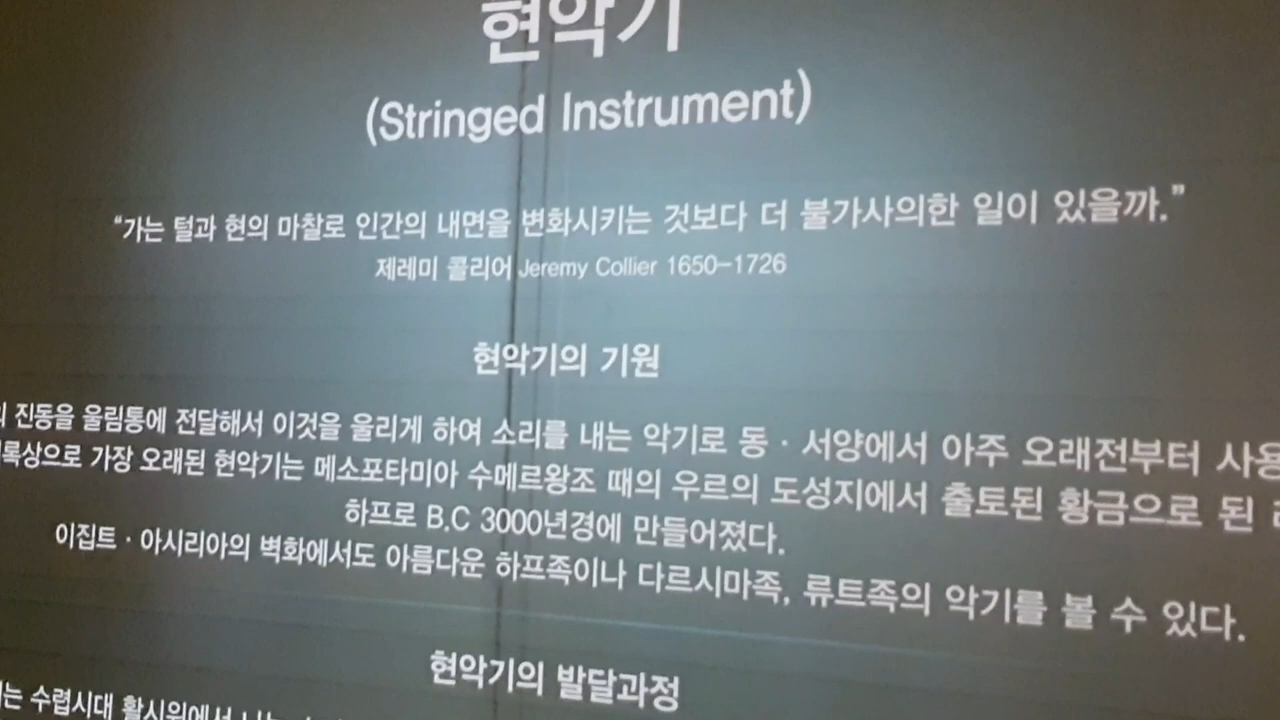 현악기
(Stringed Instrument)
“가는 털과 현의 마찰로 인간의 내면을 변화시키는 것보다 더 불가사의한 일이 있을까.”
제레미 콜리어 Jeremy Collier 1650-1726
현악기의 기원
진동을 울림통에 전달해서 이것을 울리게 하여 소리를 내는 악기로 동 · 서양에서 아주 오래전부터
가장 오래된 현악기는 메소포타미아 수메르왕조 때의 우르의 도성지에서 출토된 황금으로 된
하프로 B.C 3000년경에 만들어졌다.
이집트 · 아시리아의 벽화에서도 아름다운 하프족이나 다르시마족, 류트족의 악기를 볼 수 있다.
현악기의 발달과정
수렵시대 활시위에서